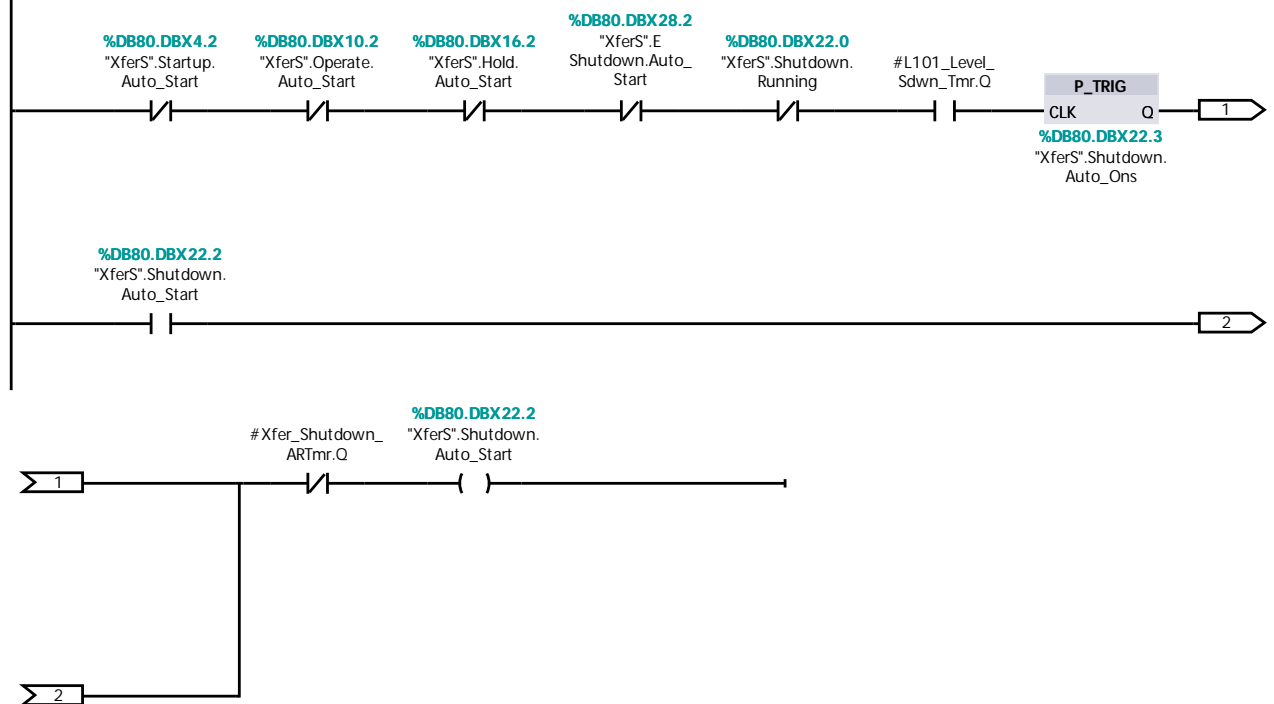 %DB80.DBX28.2
%DB80.DBX4.2 %DB80.DBX10.2 %DB80.DBX16.2 "XferS".E %DB80.DBX22.0
"XferS".Startup. "XferS".Operate. "XferS".Hold. Shutdown.Auto_ "XferS".Shutdown. #L101_Level_
Auto_Start Auto_Start Auto_Start Start Running Sdwn_Tmr.Q P_TRIG
CLK Q 1
%DB80.DBX22.3
"XferS".Shutdown.
Auto_Ons
%DB80.DBX22.2
"XferS".Shutdown.
Auto_Start
2
%DB80.DBX22.2
#Xfer_Shutdown_ "XferS".Shutdown.
ARTmr.Q Auto_Start
1
2